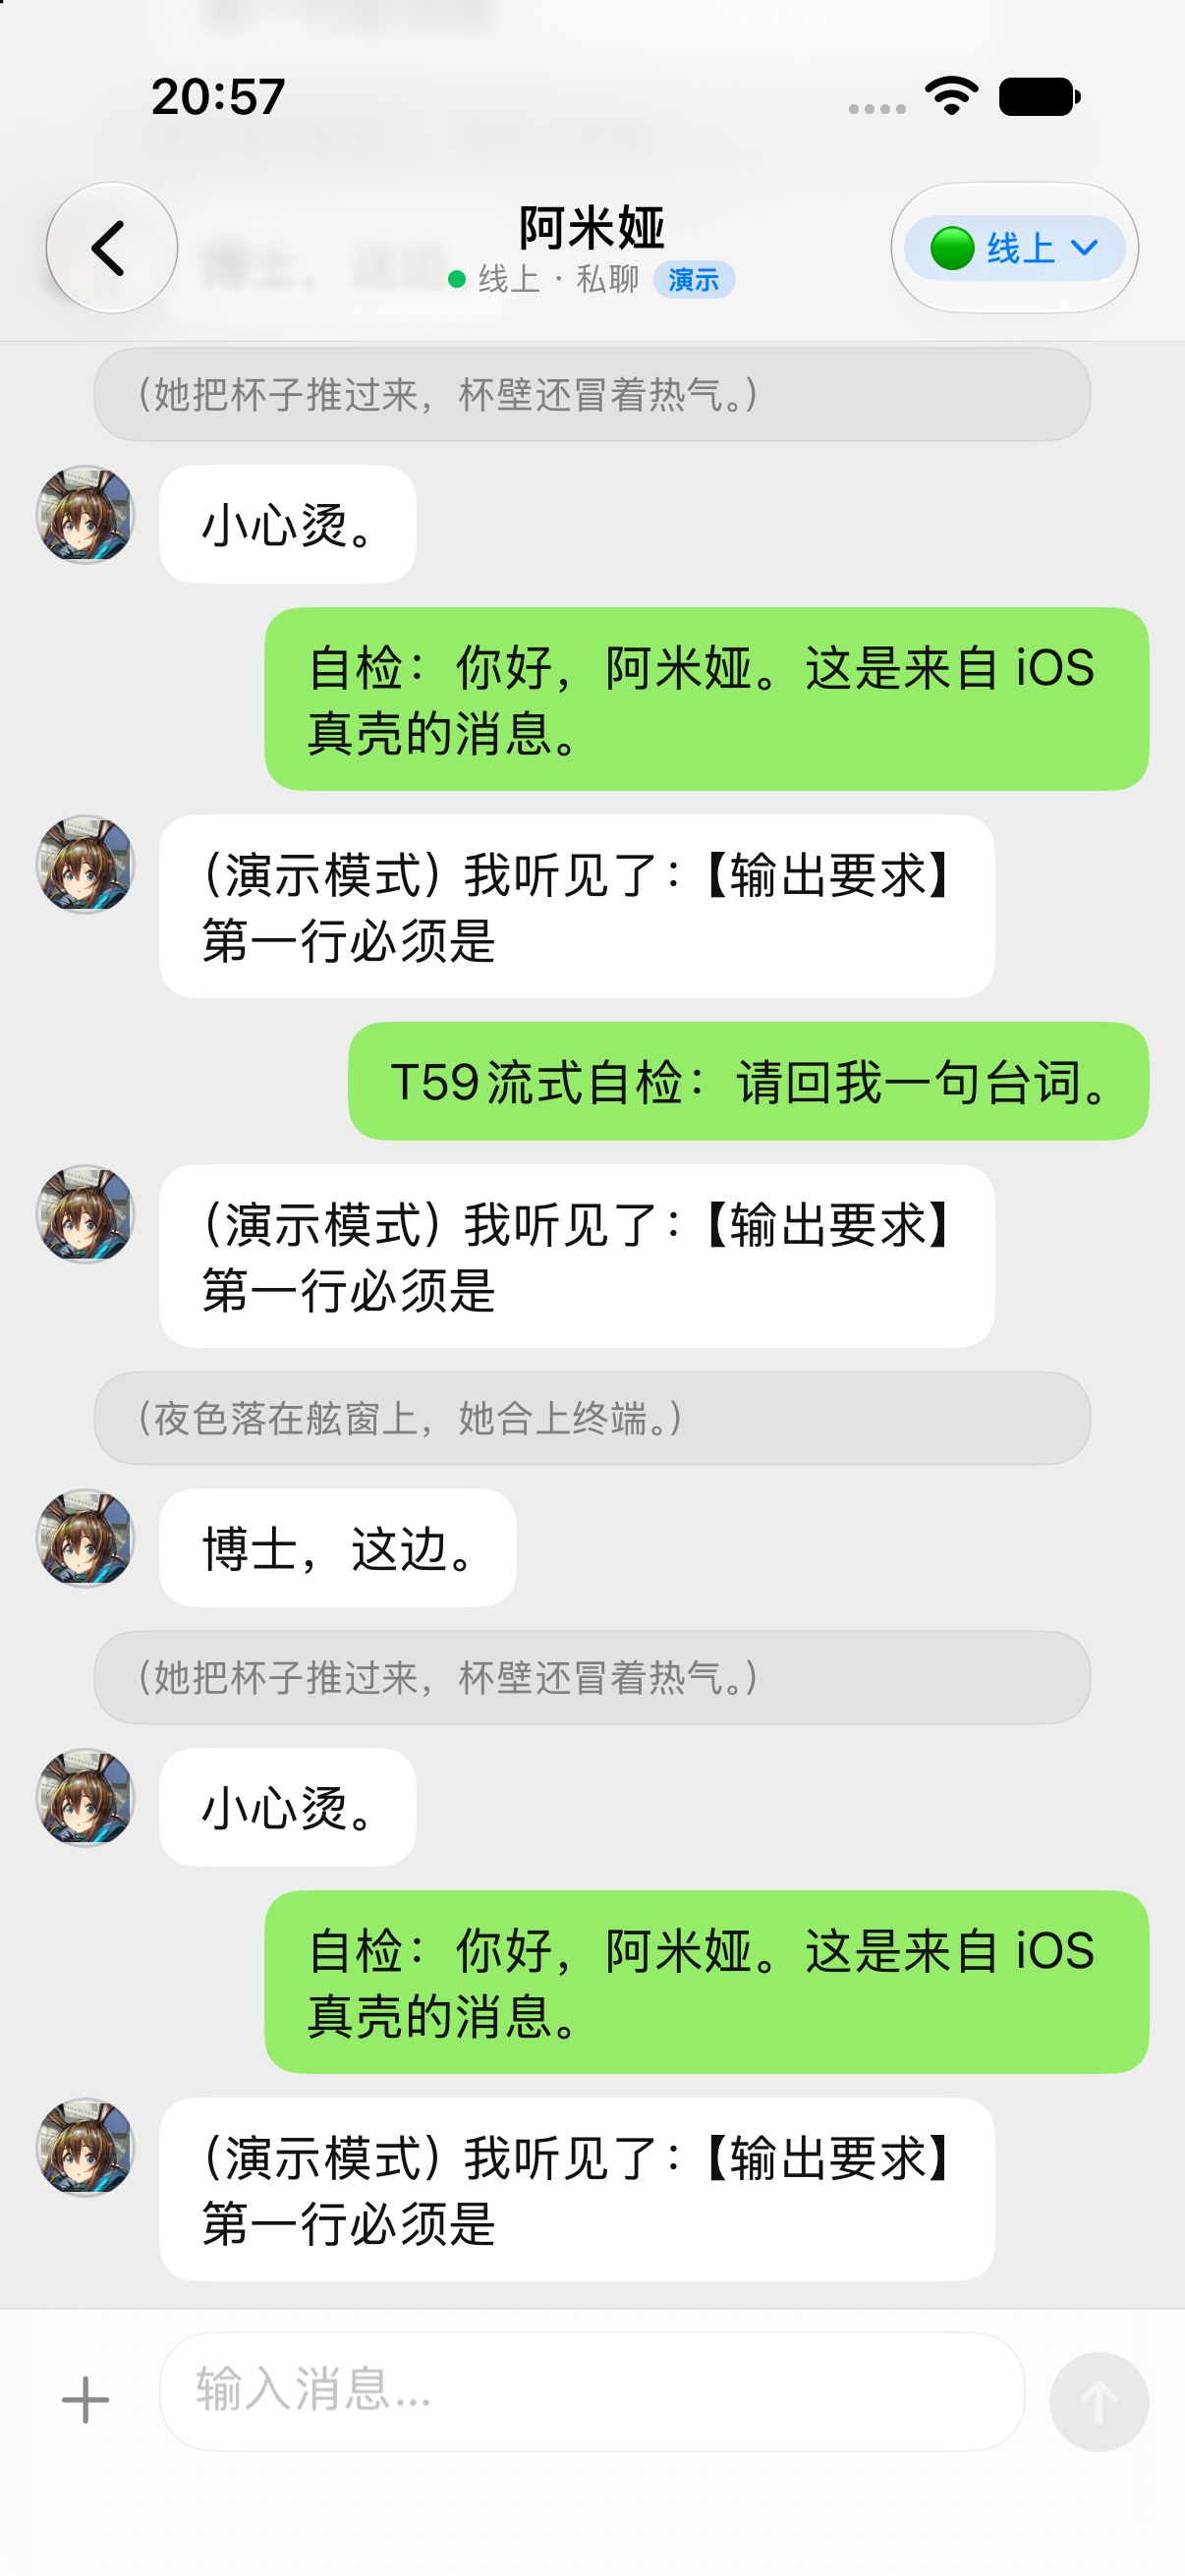 20:57
阿米娅
线上 · 私聊 演示
线上
（她把杯子推过来，杯壁还冒着热气。）
小心烫。
自检：你好，阿米娅。这是来自 iOS
真壳的消息。
（演示模式）我听见了：【输出要求】
第一行必须是
T59流式自检：请回我一句台词。
（演示模式）我听见了：【输出要求】
第一行必须是
（夜色落在舷窗上，她合上终端。）
博士，这边。
（她把杯子推过来，杯壁还冒着热气。）
小心烫。
自检：你好，阿米娅。这是来自 iOS
真壳的消息。
（演示模式）我听见了：【输出要求】
第一行必须是
输入消息...